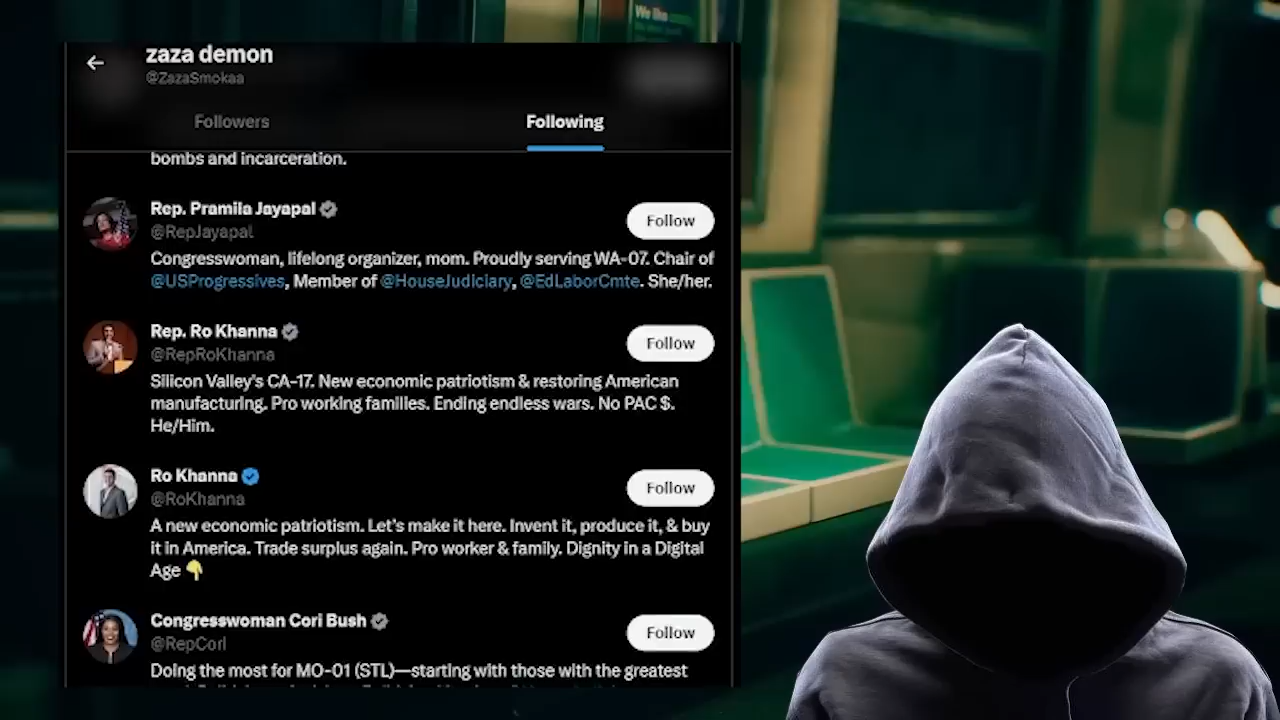 We like
zaza demon
@ZazaSmokaa
Followers
Following
bombs and incarceration.
Rep. Pramila Jayapal
@RepJayapal
Follow
Congresswoman, lifelong organizer, mom. Proudly serving WA-07. Chair of
@USProgressives, Member of @HouseJudiciary, @EdLaborCmte. She/her.
Rep. Ro Khanna
@RepRoKhanna
Follow
Silicon Valley's CA-17. New economic patriotism & restoring American
manufacturing. Pro working families. Ending endless wars. No PAC $.
He/Him.
Ro Khanna
@RoKhanna
Follow
A new economic patriotism. Let's make it here. Invent it, produce it, & buy
it in America. Trade surplus again. Pro worker & family. Dignity in a Digital
Age 👇
Congresswoman Cori Bush
@RepCori
Follow
Doing the most for MO-01 (STL)—starting with those with the greatest